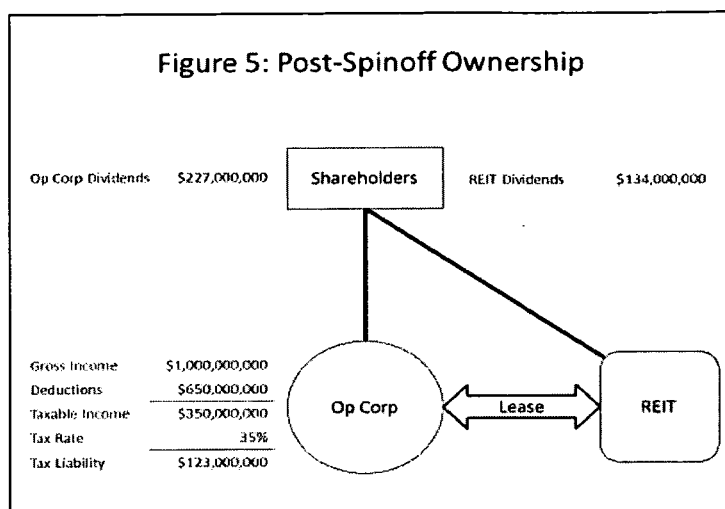 Figure 5: Post-Spinoff Ownership
Op Corp Dividends $227,000,000 Shareholders REIT Dividends $134,000,000
Gross Income $1,000,000,000
Deductions $650,000,000
Taxable Income $350,000,000
Op Corp Lease REIT
Tax Rate 35%
Tax Liability $123,000,000